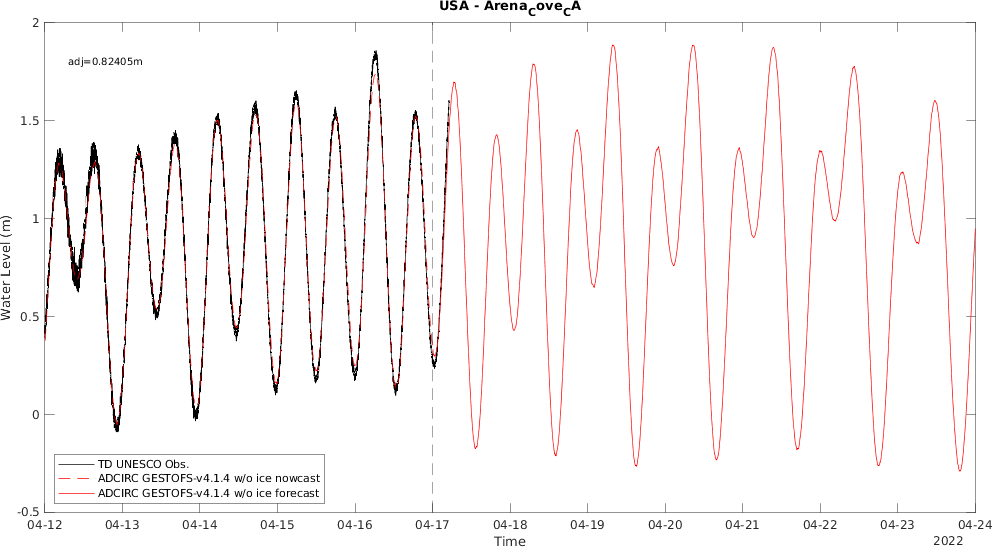 USA - ArenaCoveCA
adj=0.82405m
2
1.5
1
0.5
0
-0.5
Water Level (m)
TD UNESCO Obs.
ADCIRC GESTOFS-v4.1.4 w/o ice nowcast
ADCIRC GESTOFS-v4.1.4 w/o ice forecast
04-12 04-13 04-14 04-15 04-16 04-17 04-18 04-19 04-20 04-21 04-22 04-23 04-24
Time
2022